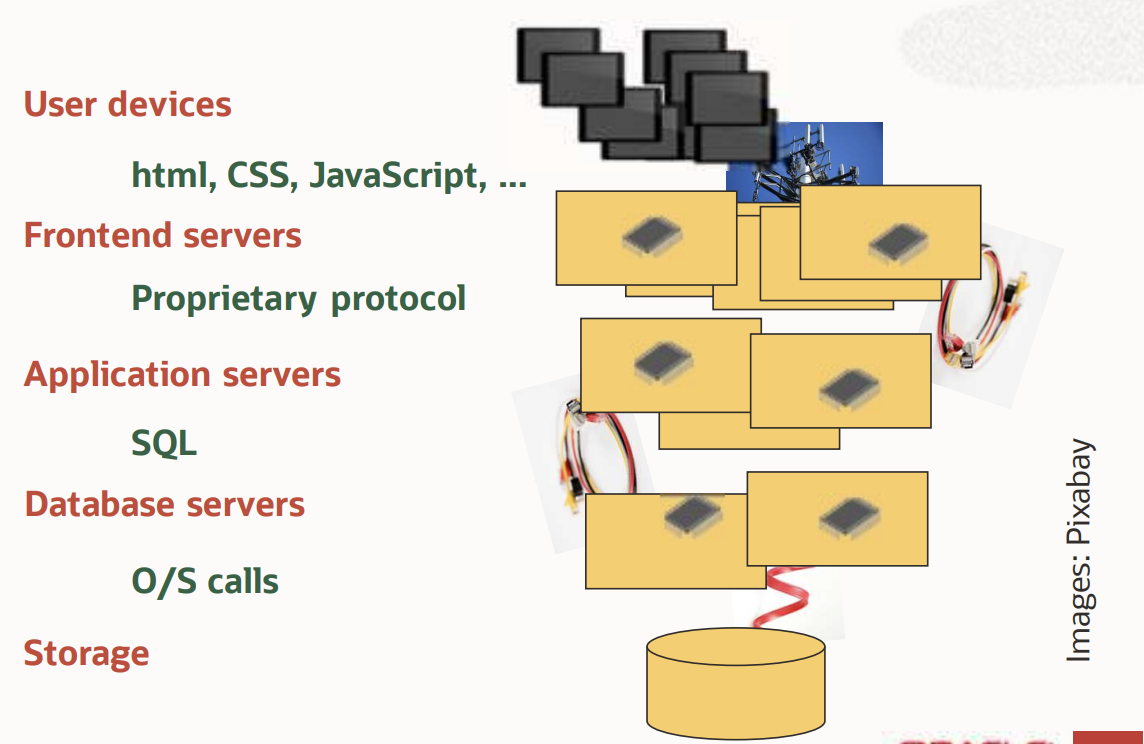 User devices
html, CSS, JavaScript, ...
Frontend servers
Proprietary protocol
Application servers
SQL
Database servers
O/S calls
Storage
Images: Pixabay